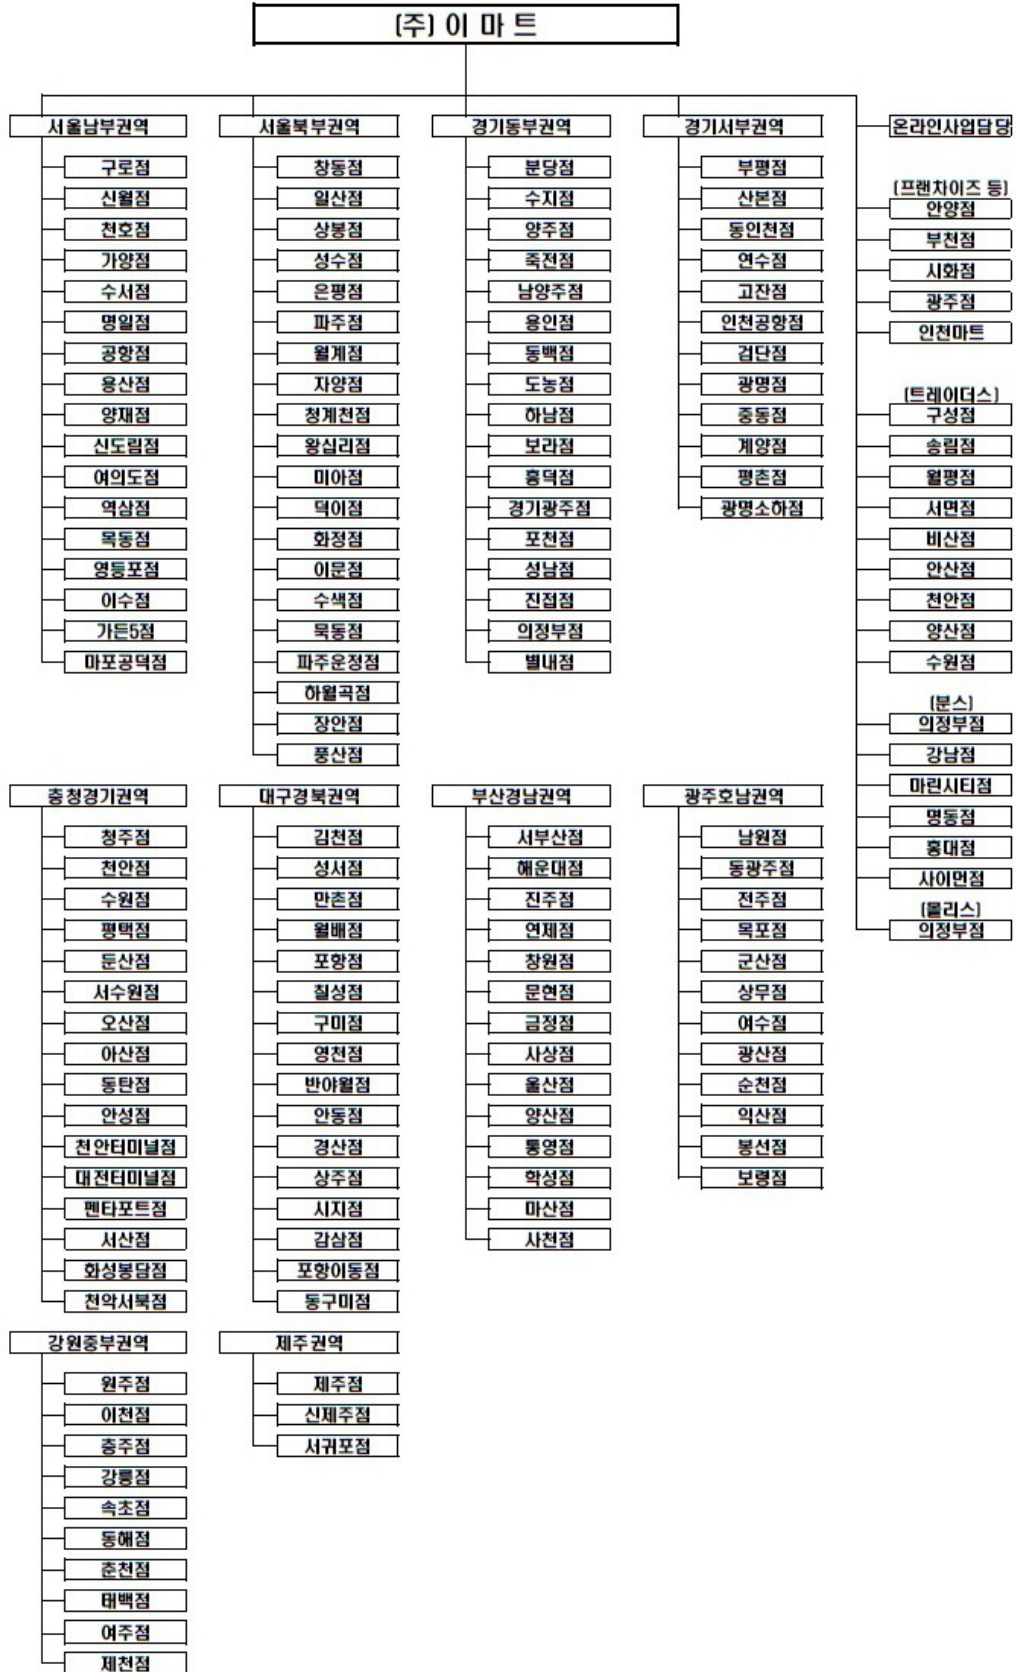 (주) 이 마 트
서울남부권역
구로점
신월점
천호점
가양점
수서점
명일점
공항점
용산점
양재점
신도림점
여의도점
역삼점
목동점
영등포점
이수점
가든5점
마포공덕점
서울북부권역
창동점
일산점
상봉점
성수점
은평점
파주점
월계점
자양점
청계천점
왕십리점
미아점
덕이점
화정점
이문점
수색점
묵동점
파주운정점
하월곡점
장안점
풍산점
경기동부권역
분당점
수지점
양주점
죽전점
남양주점
용인점
동백점
도농점
하남점
보라점
흥덕점
경기광주점
포천점
성남점
진접점
의정부점
별내점
경기서부권역
부평점
산본점
동인천점
연수점
고잔점
인천공항점
검단점
광명점
중동점
계양점
평촌점
광명소하점
온라인사업담당
(프랜차이즈 등)
안양점
부천점
시화점
광주점
인천마트
(트레이더스)
구성점
송림점
월평점
서면점
비산점
안산점
천안점
양산점
수원점
(분스)
의정부점
강남점
마린시티점
명동점
홍대점
사이먼점
(몰리스)
의정부점
충청경기권역
청주점
천안점
수원점
평택점
둔산점
서수원점
오산점
아산점
동탄점
안성점
천안터미널점
대전터미널점
펜타포트점
서산점
화성봉담점
천악서북점
대구경북권역
김천점
성서점
만촌점
월배점
포항점
칠성점
구미점
영천점
반야월점
안동점
경산점
상주점
시지점
감삼점
포항이동점
동구미점
부산경남권역
서부산점
해운대점
진주점
연제점
창원점
문현점
금정점
사상점
울산점
양산점
통영점
학성점
마산점
사천점
광주호남권역
남원점
동광주점
전주점
목포점
군산점
상무점
여수점
광산점
순천점
익산점
봉선점
보령점
강원중부권역
원주점
이천점
충주점
강릉점
속초점
동해점
춘천점
태백점
여주점
제천점
제주권역
제주점
신제주점
서귀포점